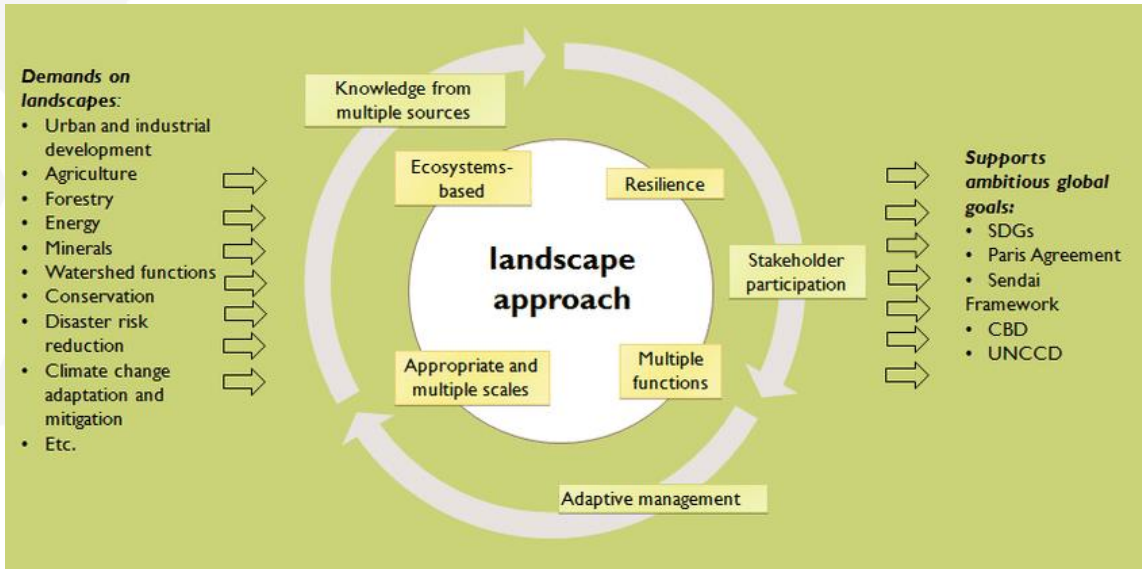 Demands on
landscapes:
• Urban and industrial
development
• Agriculture
• Forestry
• Energy
• Minerals
• Watershed functions
• Conservation
• Disaster risk
reduction
• Climate change
adaptation and
mitigation
• Etc.
Knowledge from
multiple sources
Ecosystems-
based
Resilience
landscape
approach
Stakeholder
participation
Appropriate and
multiple scales
Multiple
functions
Adaptive management
Supports
ambitious global
goals:
• SDGs
• Paris Agreement
• Sendai
Framework
• CBD
• UNCCD